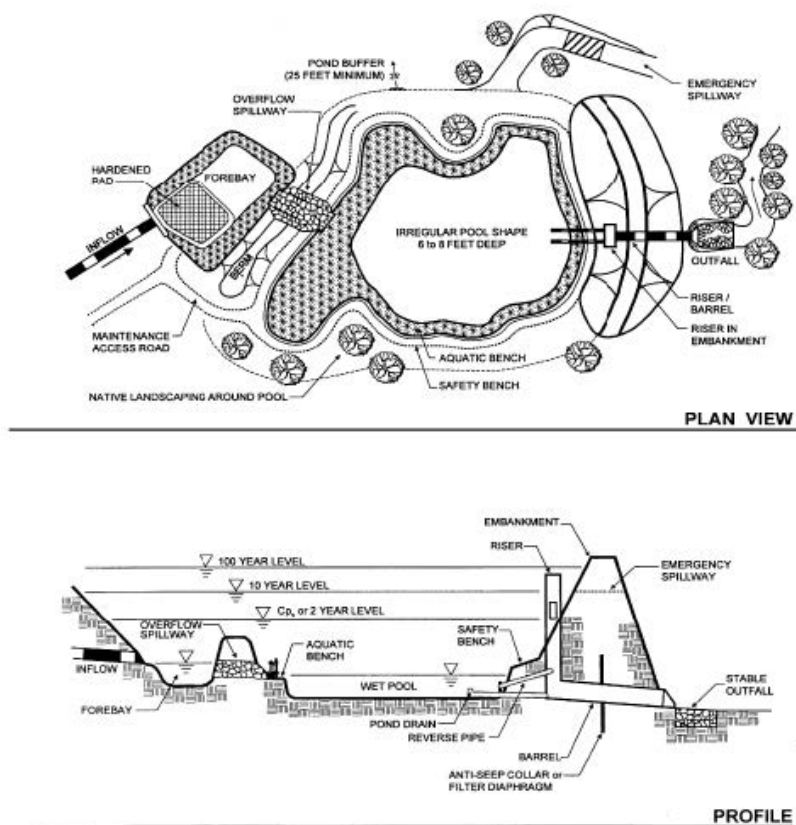 POND BUFFER
(25 FEET MINIMUM)
EMERGENCY
SPILLWAY
OVERFLOW
SPILLWAY
HARDENED
PAD
FOREBAY
INFLOW
IRREGULAR POOL SHAPE
6 to 8 FEET DEEP
BERM
OUTFALL
RISER /
BARREL
MAINTENANCE
ACCESS ROAD
RISER IN
EMBANKMENT
AQUATIC BENCH
SAFETY BENCH
NATIVE LANDSCAPING AROUND POOL
PLAN VIEW
EMBANKMENT
RISER
100 YEAR LEVEL
EMERGENCY
SPILLWAY
10 YEAR LEVEL
Cpv or 2 YEAR LEVEL
OVERFLOW
SPILLWAY
SAFETY
BENCH
AQUATIC
BENCH
INFLOW
STABLE
OUTFALL
WET POOL
FOREBAY
POND DRAIN
REVERSE PIPE
BARREL
ANTI-SEEP COLLAR or
FILTER DIAPHRAGM
PROFILE